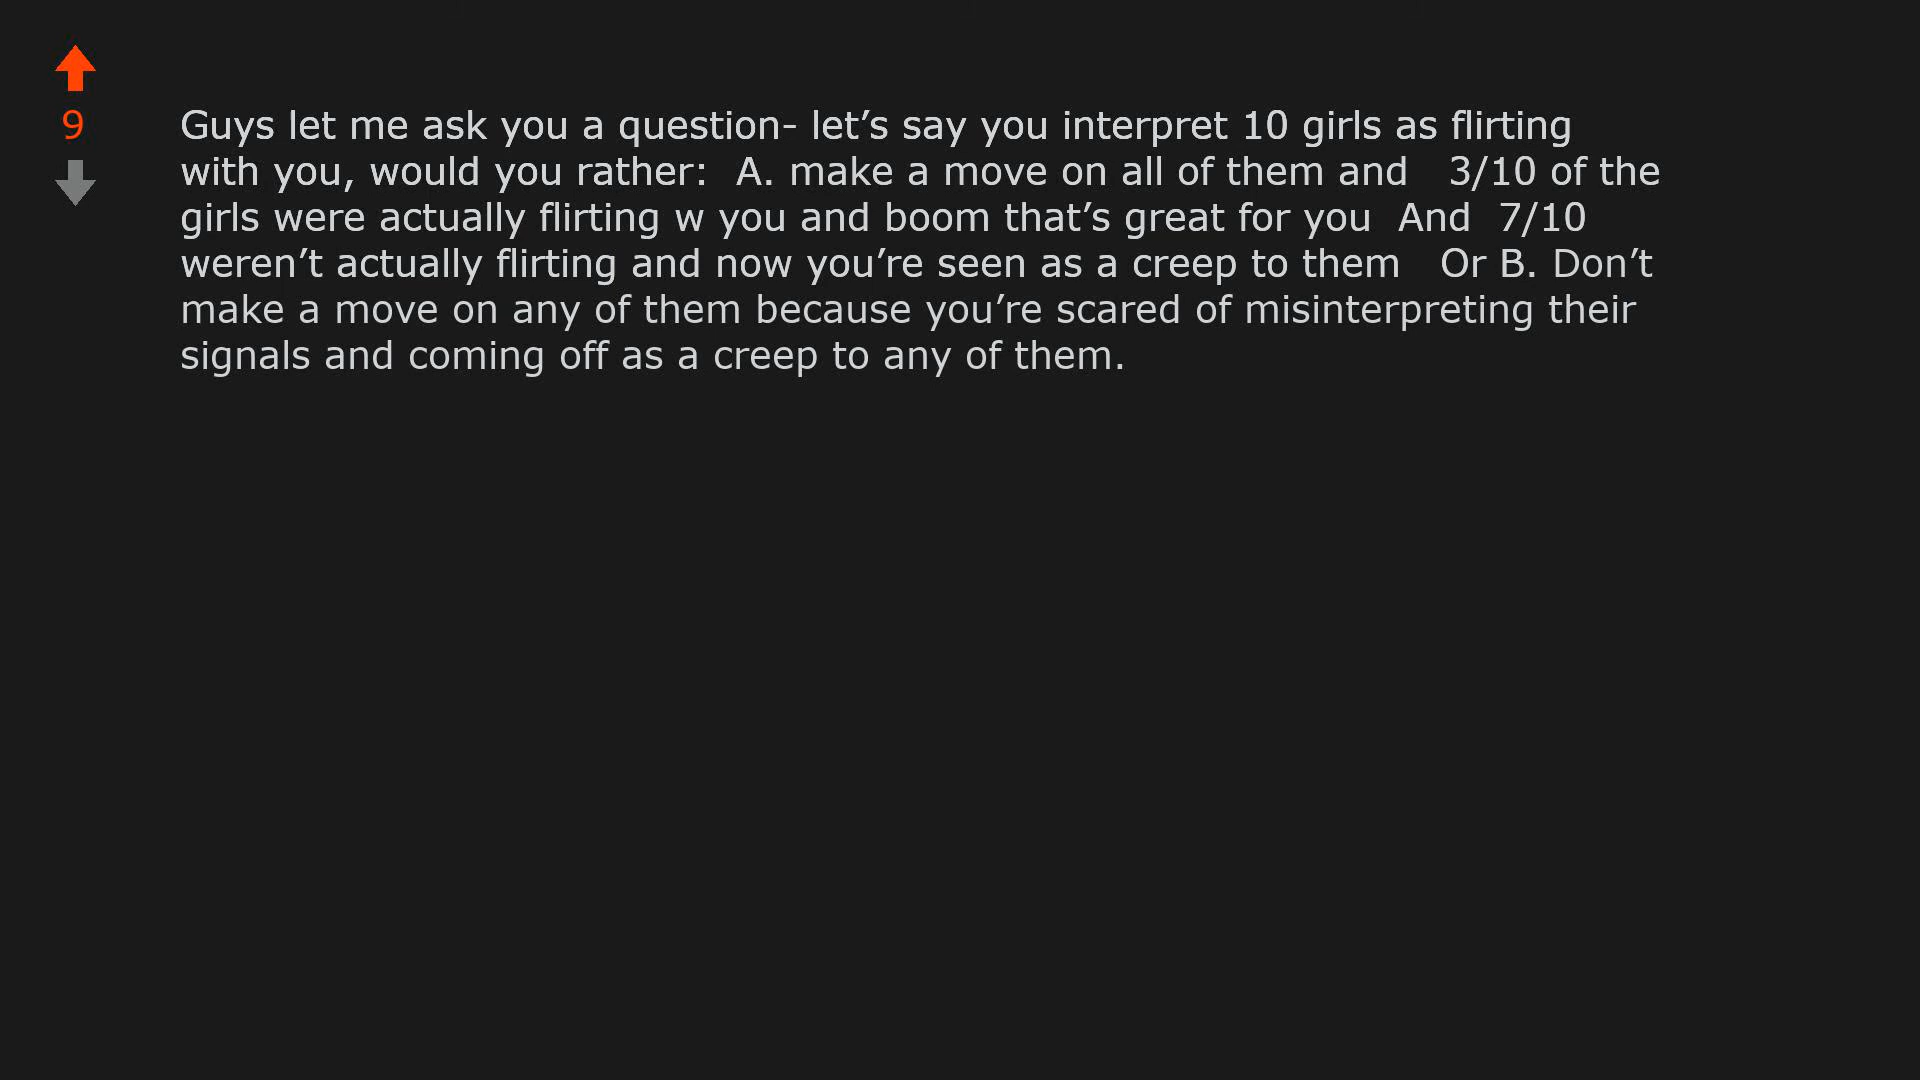 9
Guys let me ask you a question- let’s say you interpret 10 girls as flirting
with you, would you rather:  A. make a move on all of them and   3/10 of the
girls were actually flirting w you and boom that’s great for you  And  7/10
weren’t actually flirting and now you’re seen as a creep to them   Or B. Don’t
make a move on any of them because you’re scared of misinterpreting their
signals and coming off as a creep to any of them.